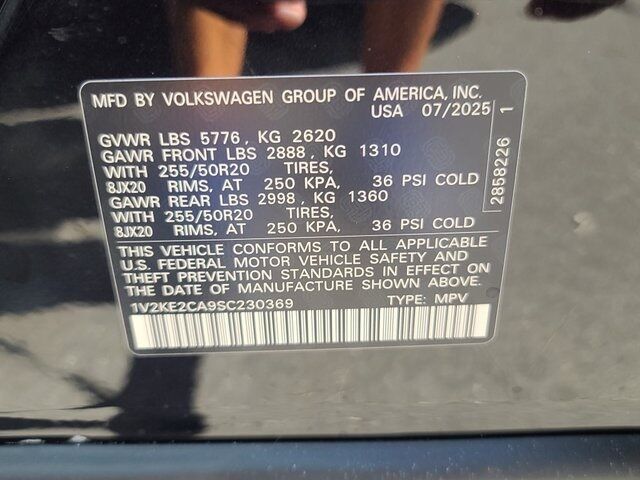 MFD BY VOLKSWAGEN GROUP OF AMERICA, INC.
USA 07/2025
GVWR LBS 5776, KG 2620
GAWR FRONT LBS 2888, KG 1310
WITH 255/50R20 TIRES,
8JX20 RIMS, AT 250 KPA, 36 PSI COLD
GAWR REAR LBS 2998, KG 1360
WITH 255/50R20 TIRES,
8JX20 RIMS, AT 250 KPA, 36 PSI COLD
THIS VEHICLE CONFORMS TO ALL APPLICABLE
U.S. FEDERAL MOTOR VEHICLE SAFETY AND
THEFT PREVENTION STANDARDS IN EFFECT ON
THE DATE OF MANUFACTURE SHOWN ABOVE.
1V2KE2CA9SC230369 TYPE: MPV
2858226 1